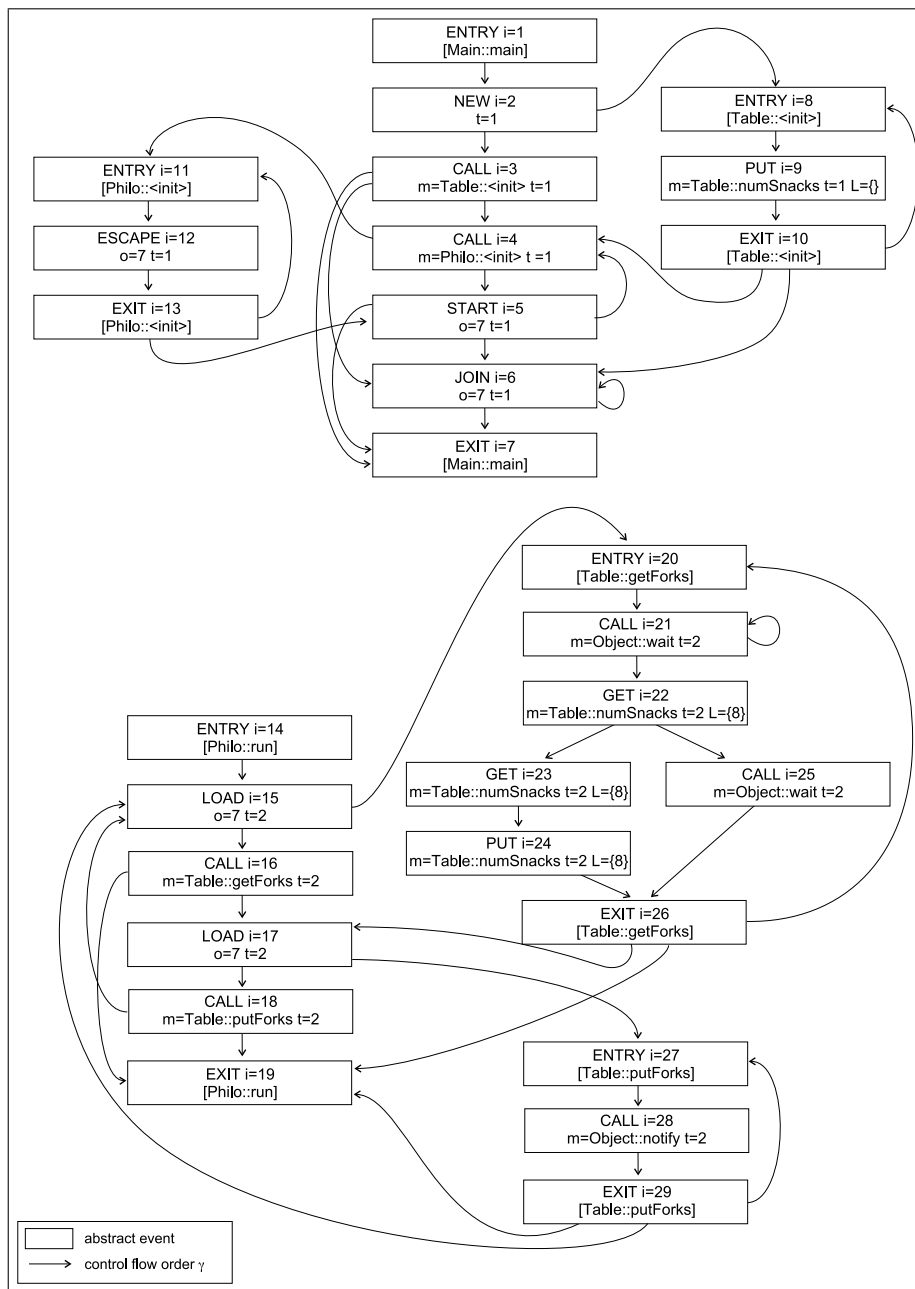 ENTRY i=1
[Main::main]
NEW i=2
t=1
CALL i=3
m=Table::<init> t=1
CALL i=4
m=Philo::<init> t =1
START i=5
o=7 t=1
JOIN i=6
o=7 t=1
EXIT i=7
[Main::main]
ENTRY i=8
[Table::<init>]
PUT i=9
m=Table::numSnacks t=1 L={}
EXIT i=10
[Table::<init>]
ENTRY i=11
[Philo::<init>]
ESCAPE i=12
o=7 t=1
EXIT i=13
[Philo::<init>]
ENTRY i=14
[Philo::run]
LOAD i=15
o=7 t=2
CALL i=16
m=Table::getForks t=2
LOAD i=17
o=7 t=2
CALL i=18
m=Table::putForks t=2
EXIT i=19
[Philo::run]
ENTRY i=20
[Table::getForks]
CALL i=21
m=Object::wait t=2
GET i=22
m=Table::numSnacks t=2 L={8}
GET i=23
m=Table::numSnacks t=2 L={8}
PUT i=24
m=Table::numSnacks t=2 L={8}
CALL i=25
m=Object::wait t=2
EXIT i=26
[Table::getForks]
ENTRY i=27
[Table::putForks]
CALL i=28
m=Object::notify t=2
EXIT i=29
[Table::putForks]
abstract event
control flow order γ